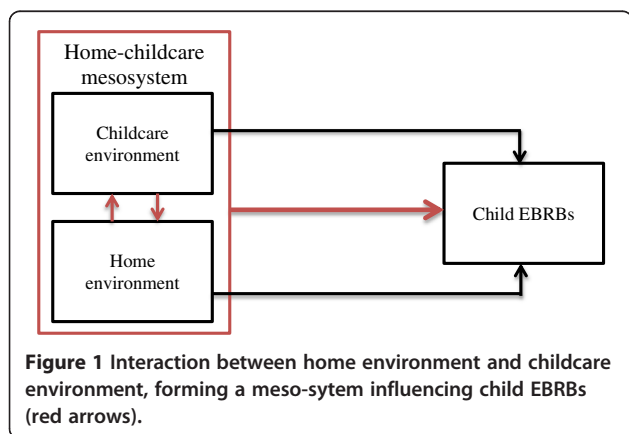 Home-childcare
mesosystem
Childcare
environment
Child EBRBs
Home
environment
Figure 1 Interaction between home environment and childcare
environment, forming a meso-sytem influencing child EBRBs
(red arrows).